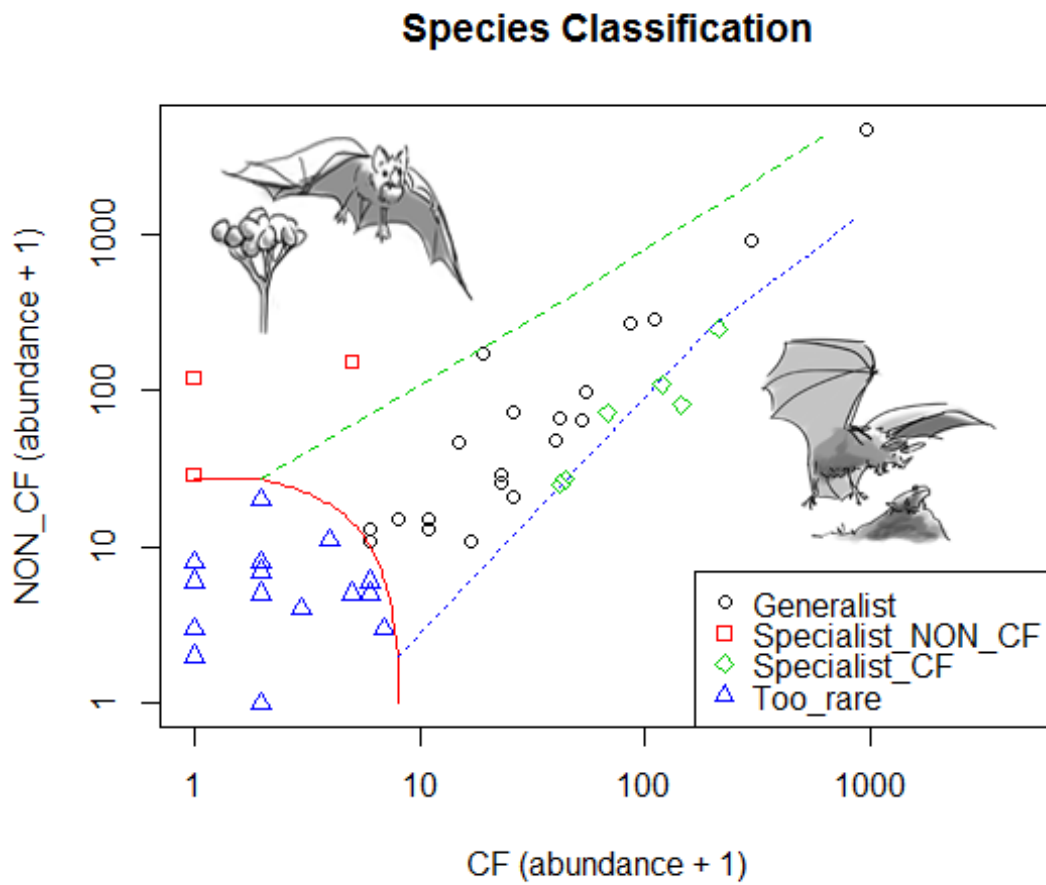 Species Classification
NON_CF (abundance + 1)
1000
100
10
1
Generalist
Specialist_NON_CF
Specialist_CF
Too_rare
1
10
100
1000
CF (abundance + 1)